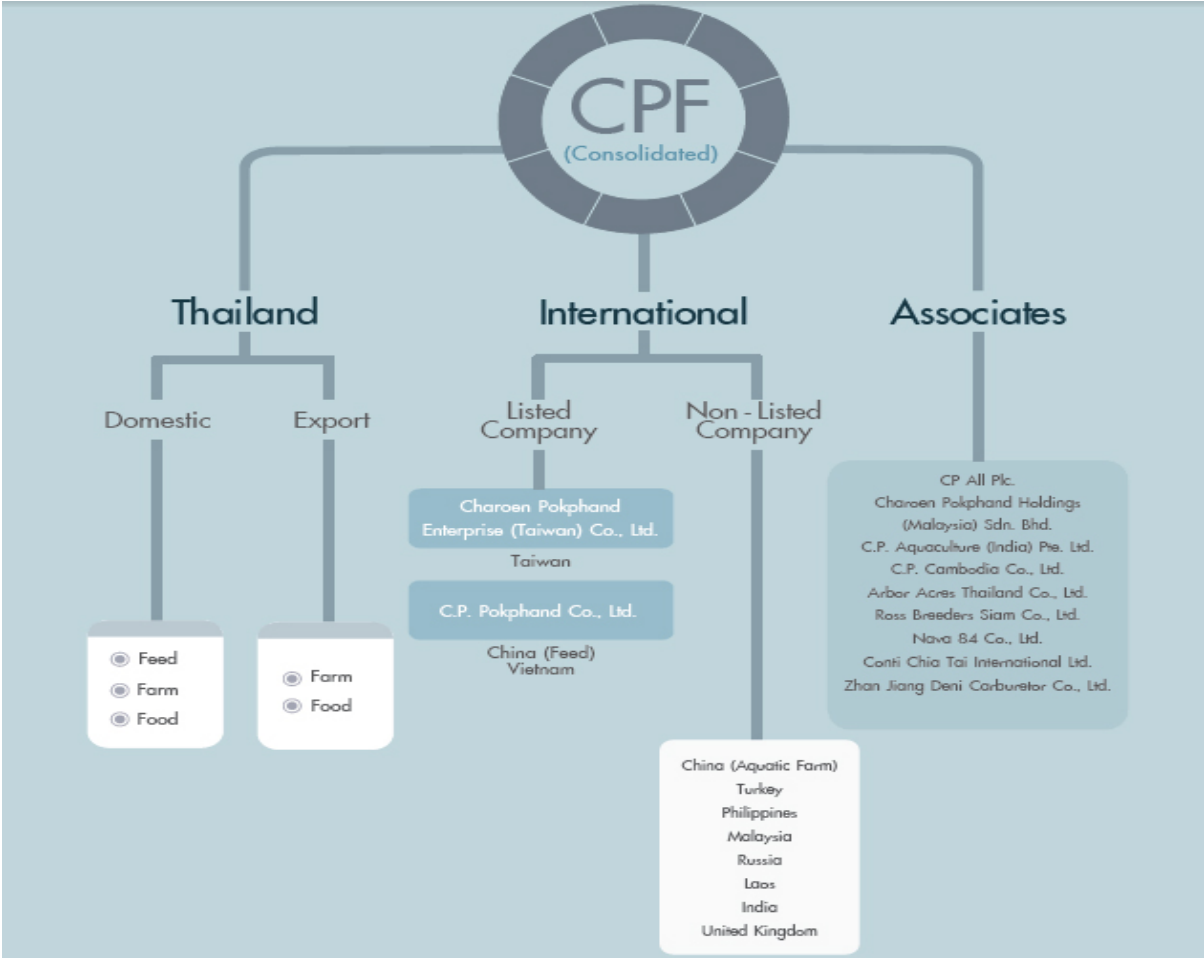 CPF
(Consolidated)
Thailand
International
Associates
Domestic
Export
Listed
Company
Non - Listed
Company
Feed
Farm
Food
Farm
Food
Charoen Pokphand
Enterprise (Taiwan) Co., Ltd.
Taiwan
C.P. Pokphand Co., Ltd.
China (Feed)
Vietnam
China (Aquatic Farm)
Turkey
Philippines
Malaysia
Russia
Laos
India
United Kingdom
CP All Plc.
Charoen Pokphand Holdings
(Malaysia) Sdn. Bhd.
C.P. Aquaculture (India) Pte. Ltd.
C.P. Cambodia Co., Ltd.
Arbor Acres Thailand Co., Ltd.
Ross Breeders Siam Co., Ltd.
Nava 84 Co., Ltd.
Conti Chia Tai International Ltd.
Zhan Jiang Deni Carburetor Co., Ltd.